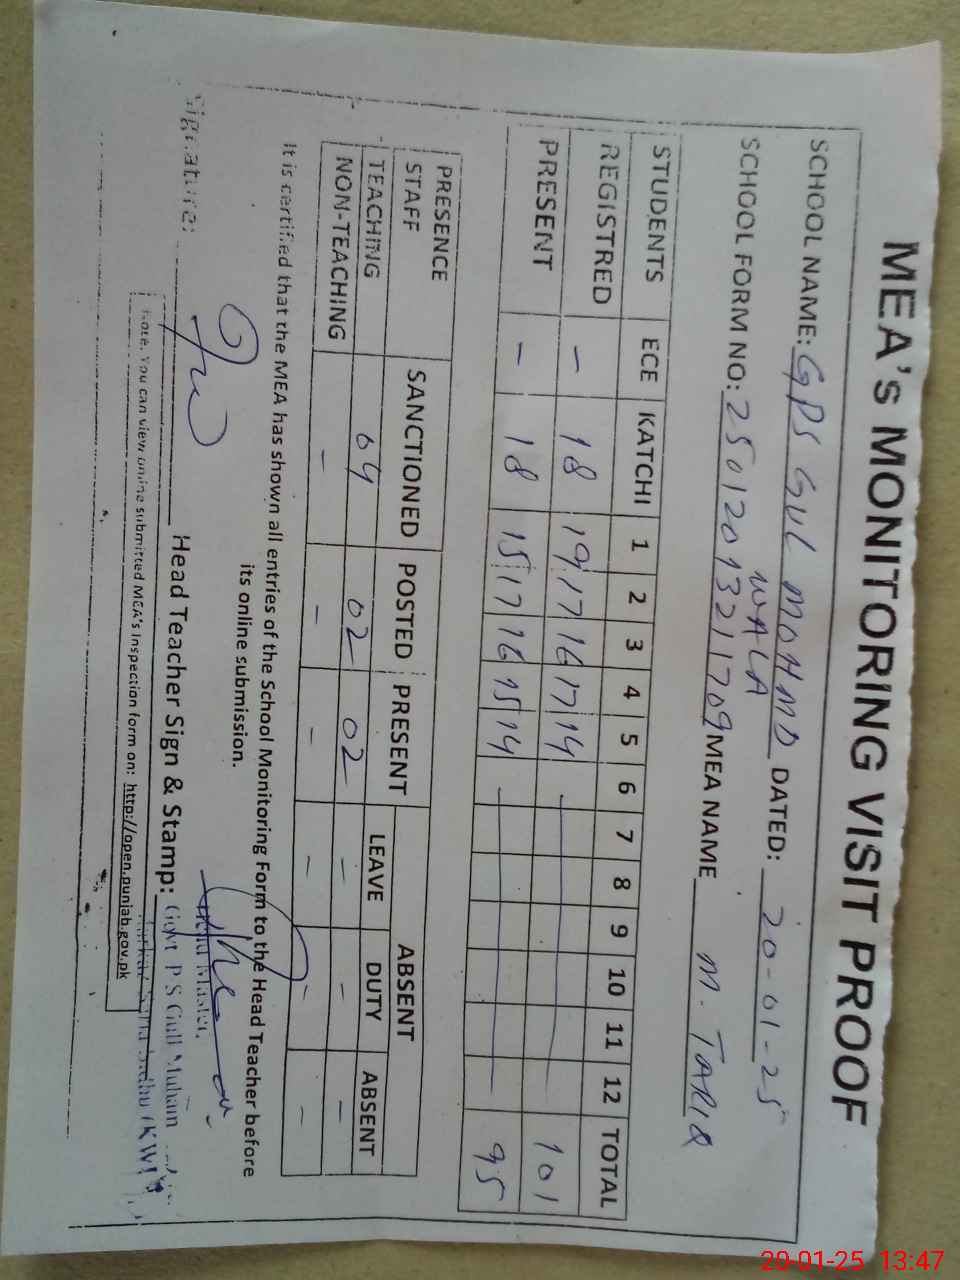 MEA's MONITORING VISIT PROOF
SCHOOL NAME: GPS GUL MOHMD WALA DATED: 20-01-25
SCHOOL FORM NO: 2501201321709 MEA NAME M. TARIQ
STUDENTS ECE KATCHI 1 2 3 4 5 6 7 8 9 10 11 12 TOTAL
REGISTRED - 18 19 17 16 17 14 101
PRESENT - 18 15 17 16 15 14 95
PRESENCE STAFF SANCTIONED POSTED PRESENT ABSENT
LEAVE DUTY ABSENT
TEACHING 04 02 02 - - -
NON-TEACHING - - - - - -
It is certified that the MEA has shown all entries of the School Monitoring Form to the Head Teacher before
its online submission.
Signature: Head Teacher Sign & Stamp:
Head Master,
Govt P S Gull Muham
Note. You can view online submitted MEA's Inspection form on: http://open.punjab.gov.pk
20-01-25 13:47